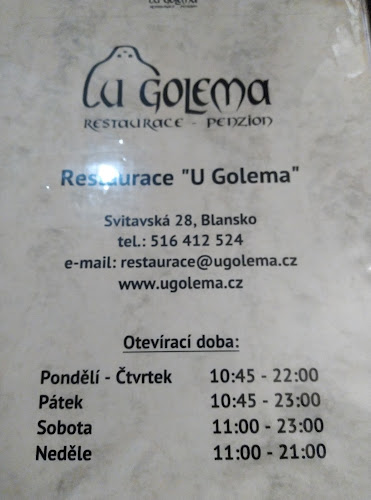 U GOLEMA
RESTAURACE - PENZION
Restaurace "U Golema"
Svitavská 28, Blansko
tel.: 516 412 524
e-mail: restaurace@ugolema.cz
www.ugolema.cz
Otevírací doba:
Pondělí - Čtvrtek 10:45 - 22:00
Pátek 10:45 - 23:00
Sobota 11:00 - 23:00
Neděle 11:00 - 21:00